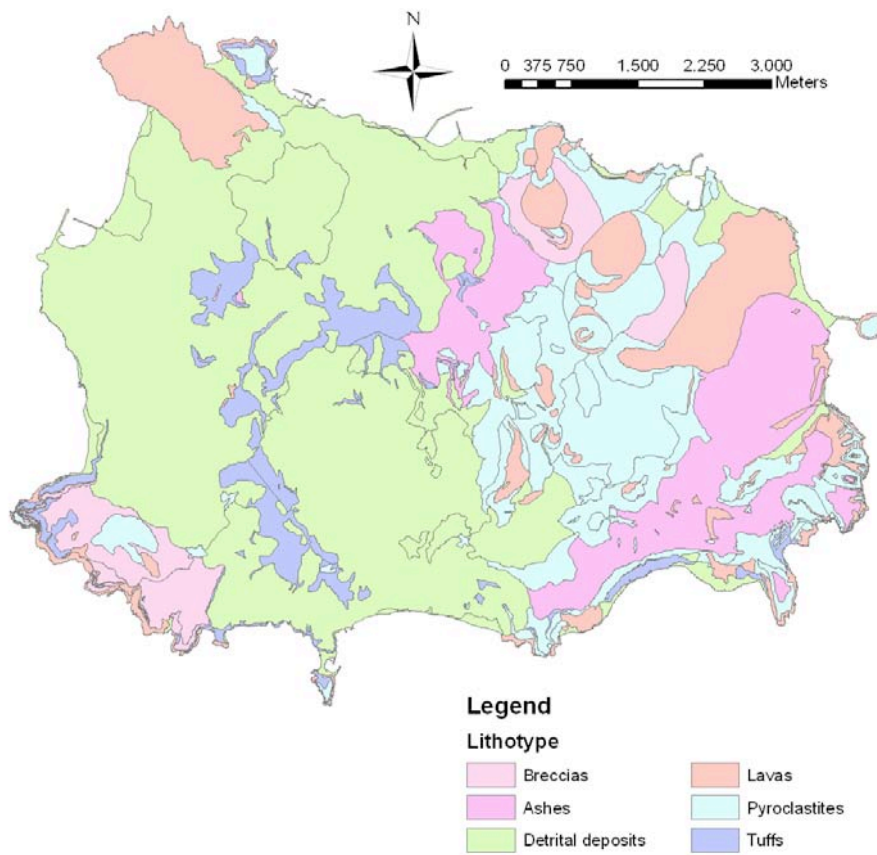 N
0 375 750 1.500 2.250 3.000
Meters
Legend
Lithotype
Breccias
Ashes
Detrital deposits
Lavas
Pyroclastites
Tuffs